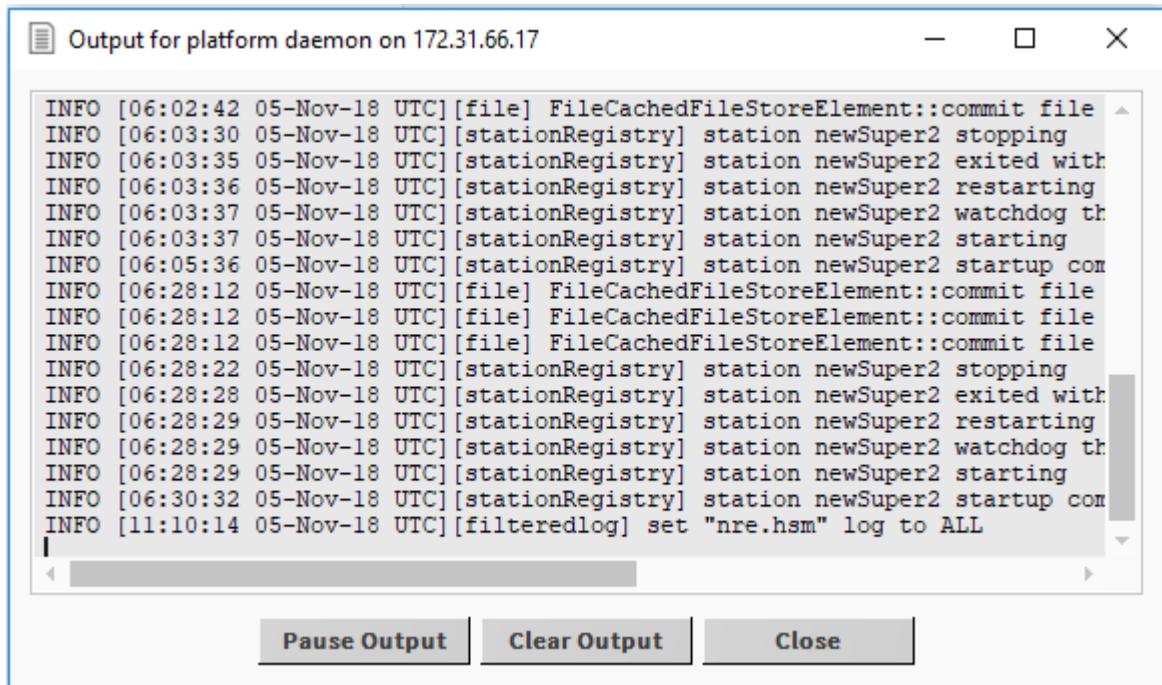 Output for platform daemon on 172.31.66.17
INFO [06:02:42 05-Nov-18 UTC][file] FileCachedFileStoreElement::commit file
INFO [06:03:30 05-Nov-18 UTC][stationRegistry] station newSuper2 stopping
INFO [06:03:35 05-Nov-18 UTC][stationRegistry] station newSuper2 exited with
INFO [06:03:36 05-Nov-18 UTC][stationRegistry] station newSuper2 restarting
INFO [06:03:37 05-Nov-18 UTC][stationRegistry] station newSuper2 watchdog th
INFO [06:03:37 05-Nov-18 UTC][stationRegistry] station newSuper2 starting
INFO [06:05:36 05-Nov-18 UTC][stationRegistry] station newSuper2 startup com
INFO [06:28:12 05-Nov-18 UTC][file] FileCachedFileStoreElement::commit file
INFO [06:28:12 05-Nov-18 UTC][file] FileCachedFileStoreElement::commit file
INFO [06:28:12 05-Nov-18 UTC][file] FileCachedFileStoreElement::commit file
INFO [06:28:22 05-Nov-18 UTC][stationRegistry] station newSuper2 stopping
INFO [06:28:28 05-Nov-18 UTC][stationRegistry] station newSuper2 exited with
INFO [06:28:29 05-Nov-18 UTC][stationRegistry] station newSuper2 restarting
INFO [06:28:29 05-Nov-18 UTC][stationRegistry] station newSuper2 watchdog th
INFO [06:28:29 05-Nov-18 UTC][stationRegistry] station newSuper2 starting
INFO [06:30:32 05-Nov-18 UTC][stationRegistry] station newSuper2 startup com
INFO [11:10:14 05-Nov-18 UTC][filteredlog] set "nre.hsm" log to ALL
Pause Output Clear Output Close